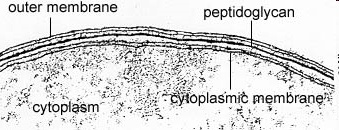 outer membrane
peptidoglycan
cytoplasmic membrane
cytoplasm